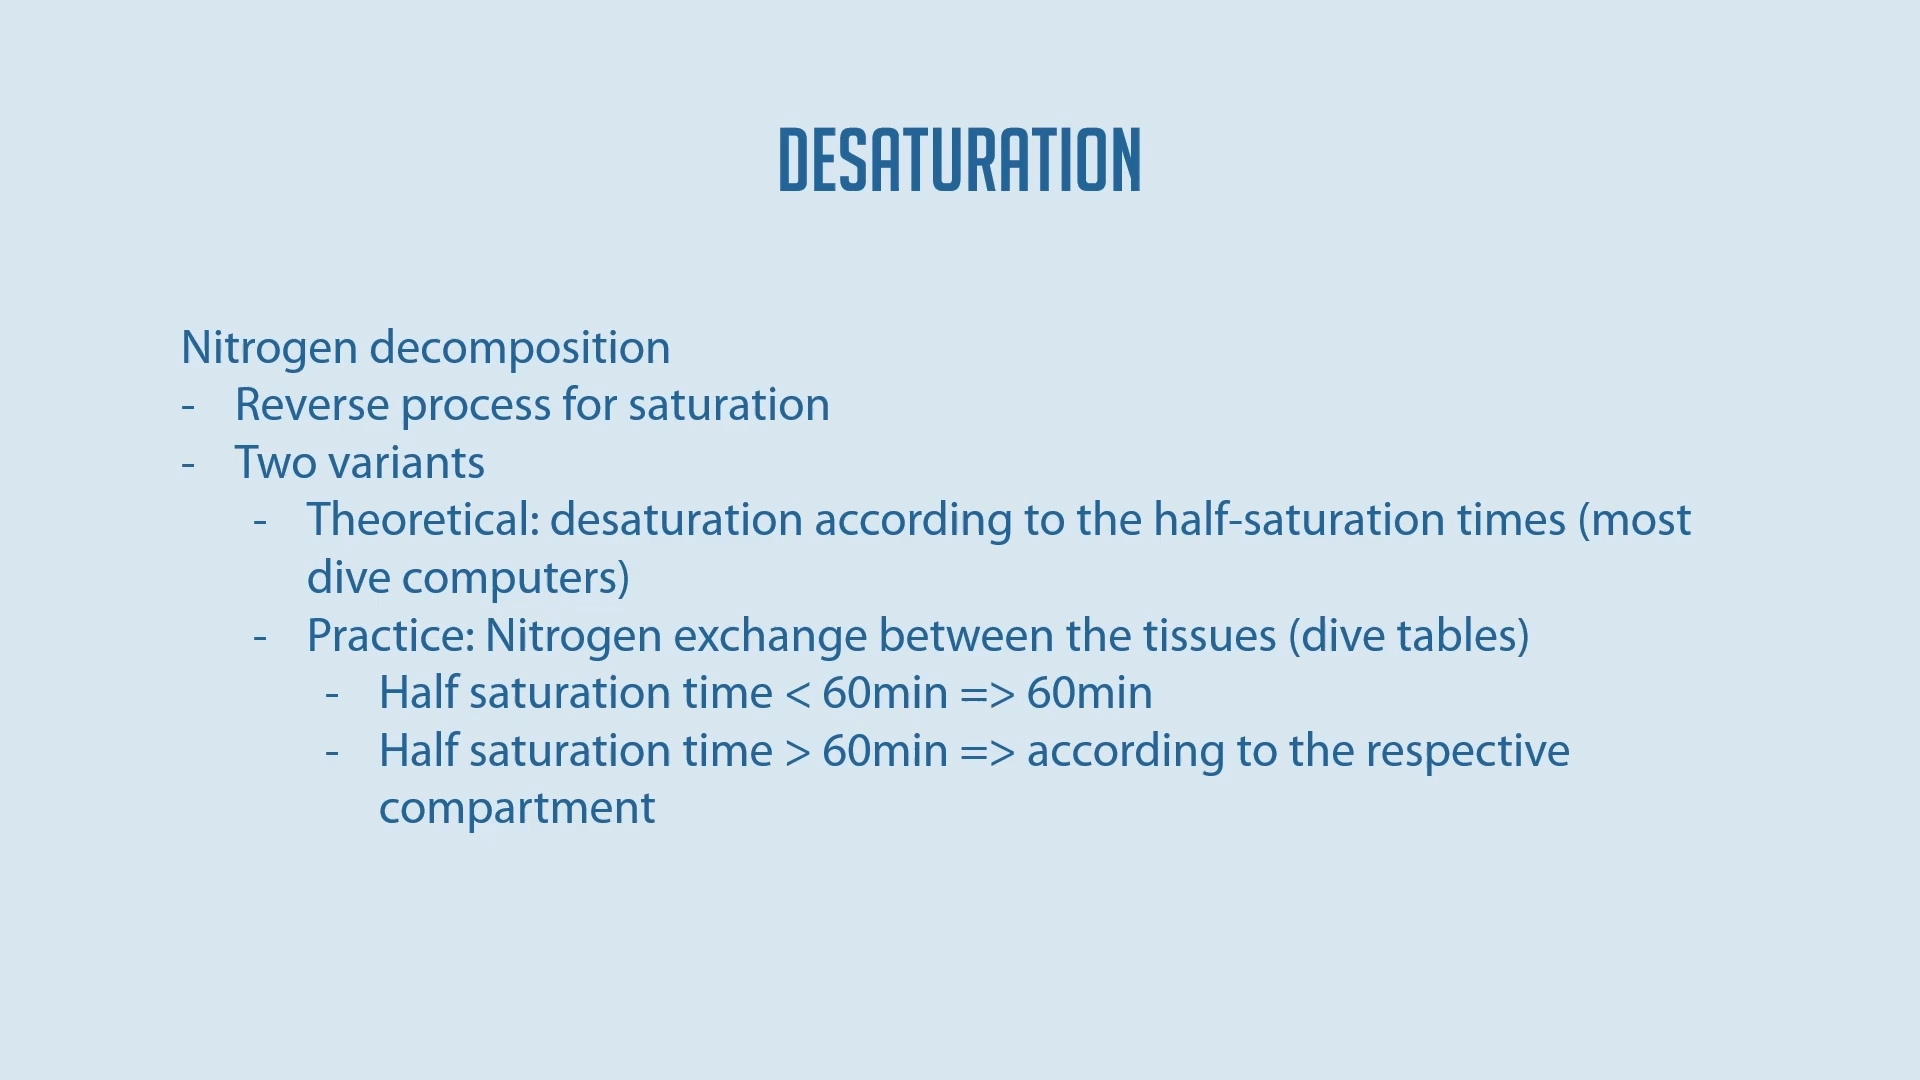 DESATURATION
Nitrogen decomposition
- Reverse process for saturation
- Two variants
- Theoretical: desaturation according to the half-saturation times (most
dive computers)
- Practice: Nitrogen exchange between the tissues (dive tables)
- Half saturation time < 60min => 60min
- Half saturation time > 60min => according to the respective
compartment